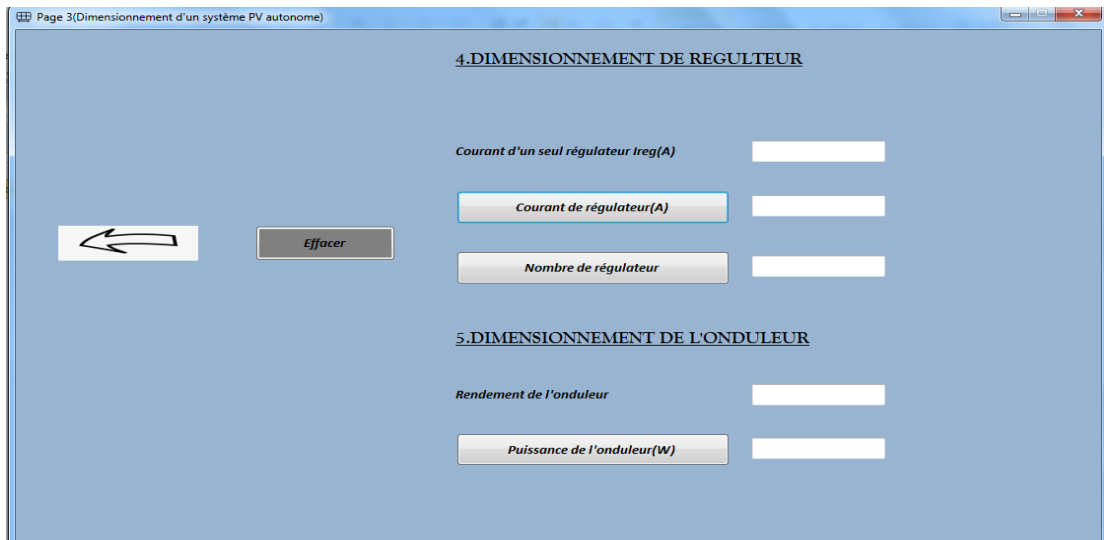 Page 3(Dimensionnement d'un système PV autonome)
4.DIMENSIONNEMENT DE REGULTEUR
Courant d'un seul régulateur Ireg(A)
Courant de régulateur(A)
Effacer
Nombre de régulateur
5.DIMENSIONNEMENT DE L'ONDULEUR
Rendement de l'onduleur
Puissance de l'onduleur(W)